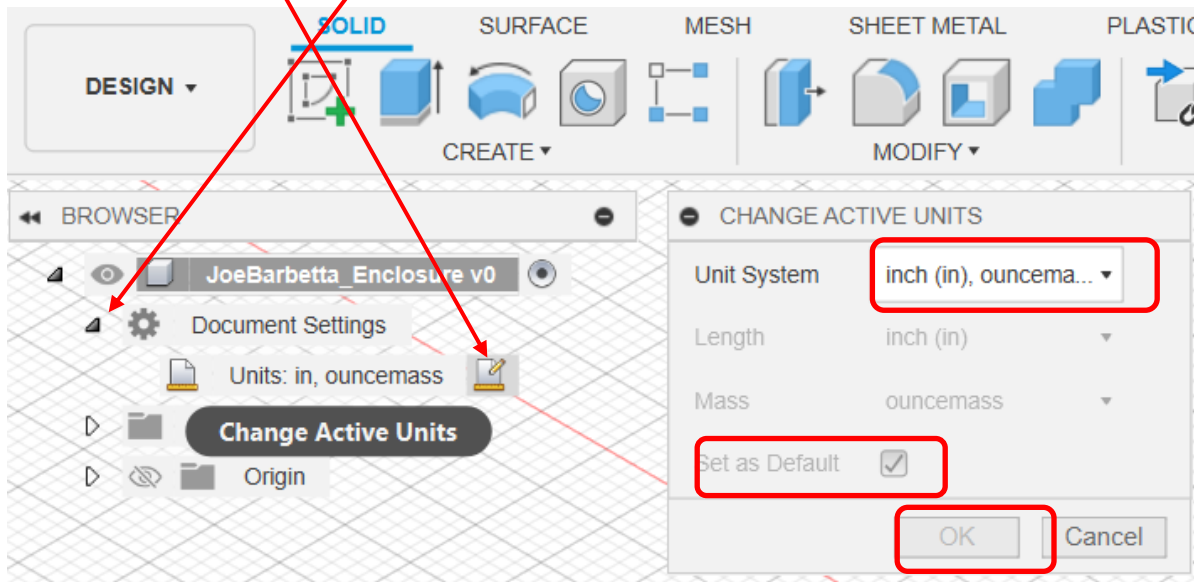 DESIGN ▾
SOLID SURFACE MESH SHEET METAL PLASTIC
CREATE ▾ MODIFY ▾
BROWSER
JoeBarbetta_Enclosure v0
Document Settings
Units: in, ouncemass
Change Active Units
Origin
CHANGE ACTIVE UNITS
Unit System inch (in), ouncema... ▾
Length inch (in) ▾
Mass ouncemass ▾
Set as Default
OK Cancel